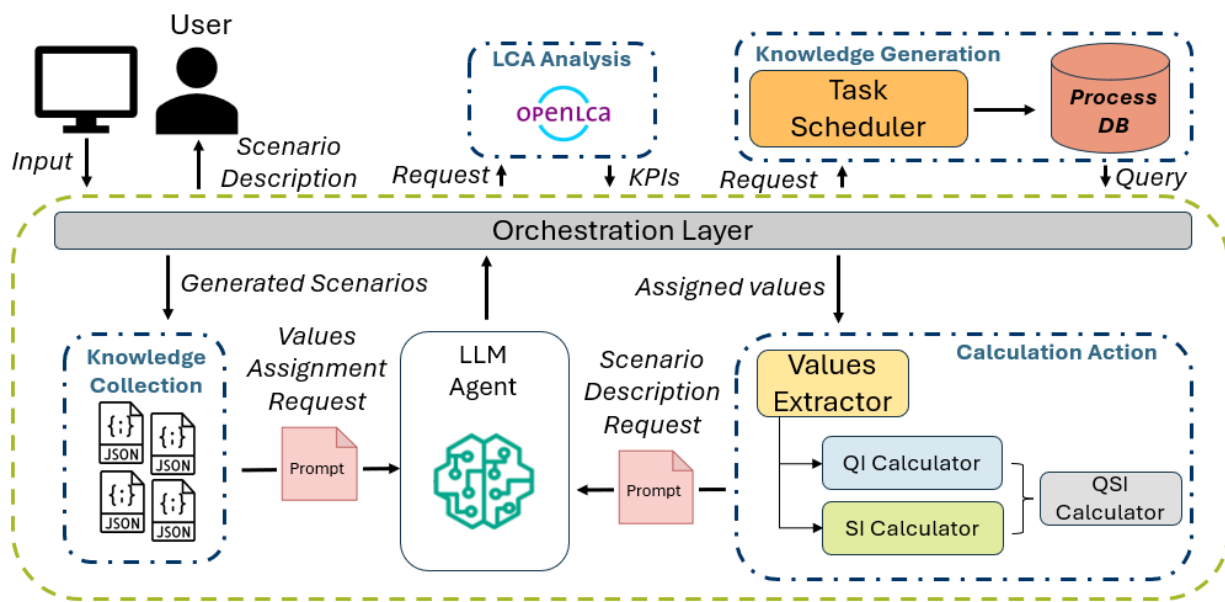 User
Input
Scenario
Description
LCA Analysis
openLca
Request
KPIs
Knowledge Generation
Task
Scheduler
Process
DB
Request
Query
Orchestration Layer
Generated Scenarios
Assigned values
Knowledge
Collection
{;}
JSON
{;}
JSON
{;}
JSON
{;}
JSON
Values
Assignment
Request
Prompt
LLM
Agent
Scenario
Description
Request
Prompt
Calculation Action
Values
Extractor
QI Calculator
SI Calculator
QSI
Calculator